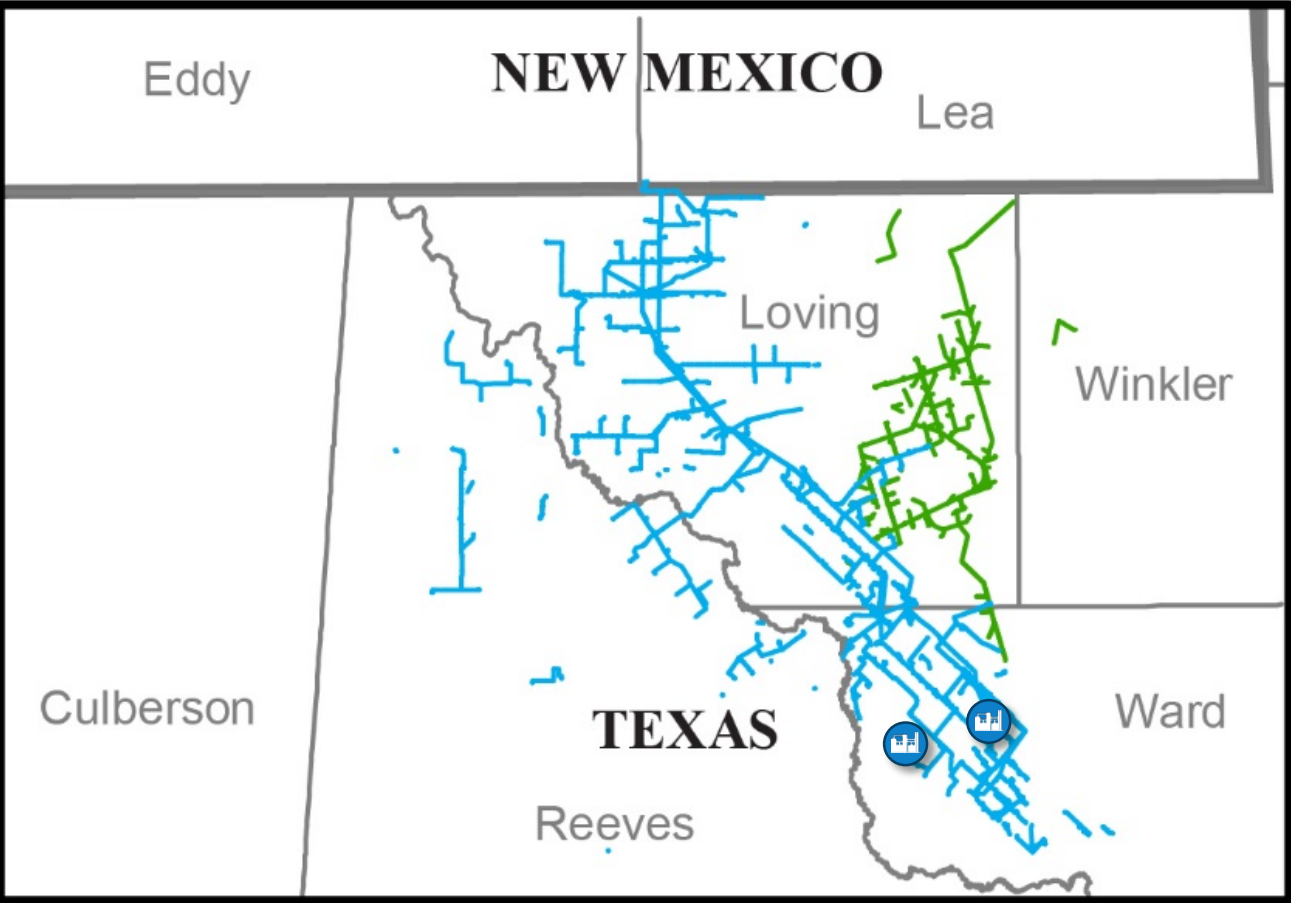 NEW MEXICO
Eddy
Lea
Loving
Winkler
Culberson
TEXAS
Ward
Reeves